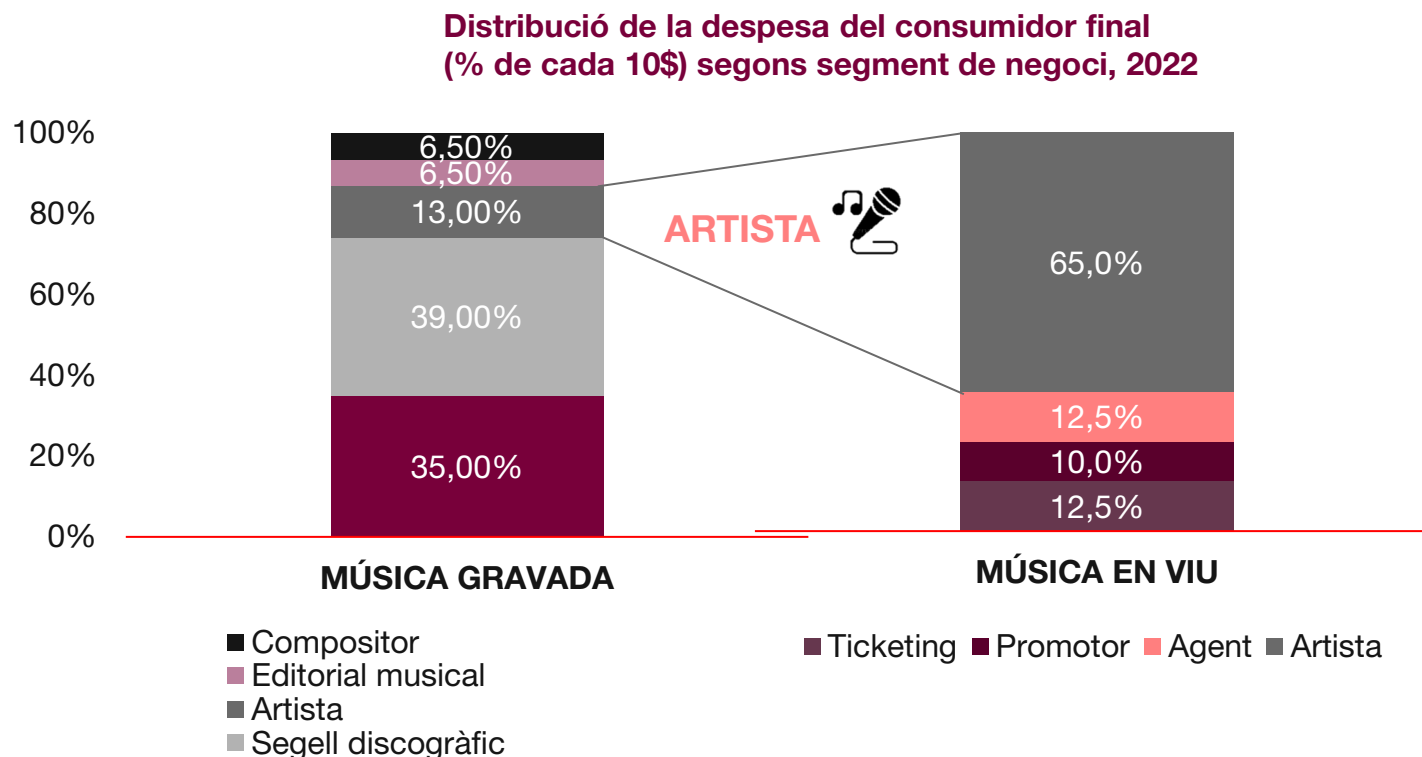 Distribució de la despesa del consumidor final
(% de cada 10$) segons segment de negoci, 2022
100%
80%
60%
40%
20%
0%
6,50%
6,50%
13,00%
39,00%
35,00%
ARTISTA
65,0%
12,5%
10,0%
12,5%
MÚSICA GRAVADA
MÚSICA EN VIU
Compositor
Editorial musical
Artista
Segell discogràfic
Ticketing Promotor Agent Artista